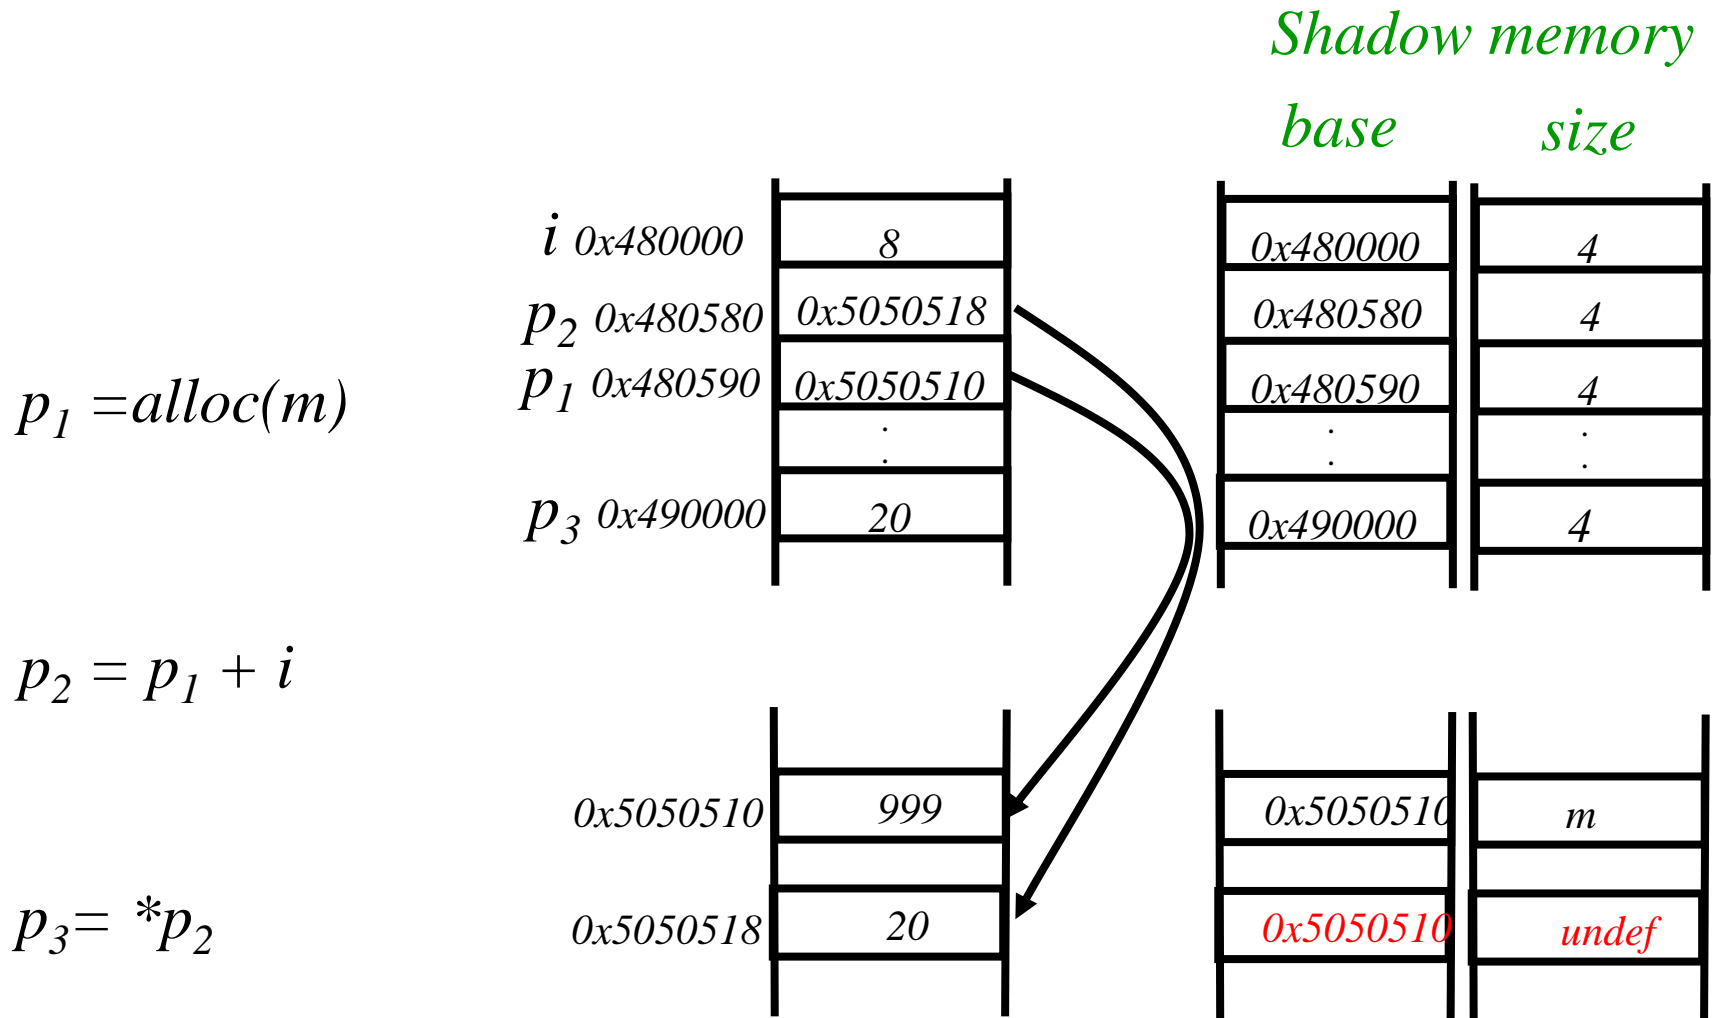 Shadow memory
base size
i 0x480000 8 0x480000 4
p2 0x480580 0x5050518 0x480580 4
p1 =alloc(m) p1 0x480590 0x5050510 0x480590 4
: : :
p3 0x490000 20 0x490000 4
p2 = p1 + i
0x5050510 999 0x5050510 m
p3= *p2 0x5050518 20 0x5050510 undef